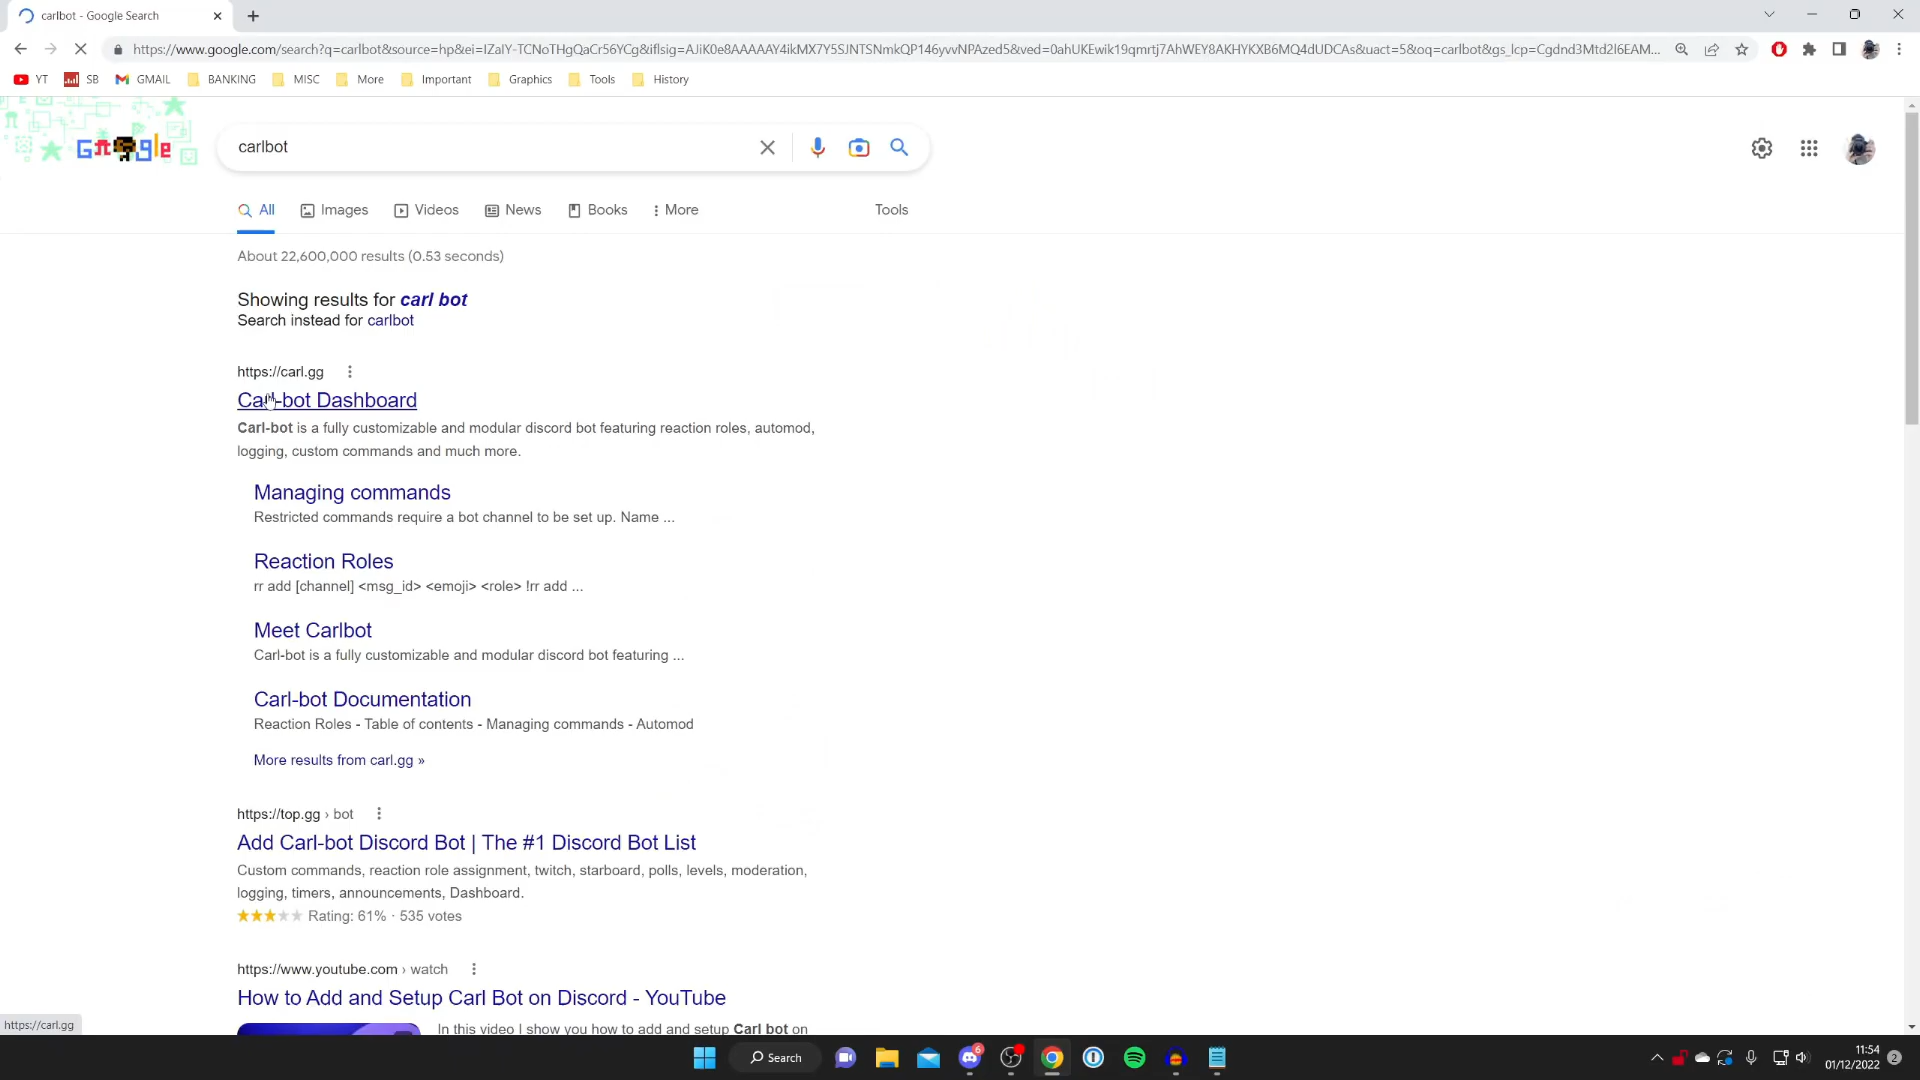 carlbot - Google Search
https://www.google.com/search?q=carlbot&source=hp&ei=IZaIY-TCNoTHgQaCr56YCg&iflsig=AJiK0e8AAAAAY4ikMX7Y5SJNTSNmkQP146yvvNPAzed5&ved=0ahUKEwik19qmrtj7AhWEY8AKHYKXB6MQ4dUDCAs&uact=5&oq=carlbot&gs_lcp=Cgdnd3Mtd2l6EAM...
YT SB GMAIL BANKING MISC More Important Graphics Tools History
Google
carlbot
All Images Videos News Books More Tools
About 22,600,000 results (0.53 seconds)
Showing results for carl bot
Search instead for carlbot
https://carl.gg
Carl-bot Dashboard
Carl-bot is a fully customizable and modular discord bot featuring reaction roles, automod,
logging, custom commands and much more.
Managing commands
Restricted commands require a bot channel to be set up. Name ...
Reaction Roles
rr add [channel] <msg_id> <emoji> <role> !rr add ...
Meet Carlbot
Carl-bot is a fully customizable and modular discord bot featuring ...
Carl-bot Documentation
Reaction Roles - Table of contents - Managing commands - Automod
More results from carl.gg »
https://top.gg › bot
Add Carl-bot Discord Bot | The #1 Discord Bot List
Custom commands, reaction role assignment, twitch, starboard, polls, levels, moderation,
logging, timers, announcements, Dashboard.
Rating: 61% · 535 votes
https://www.youtube.com › watch
How to Add and Setup Carl Bot on Discord - YouTube
In this video I show you how to add and setup Carl bot on
https://carl.gg
Search
6
11:54
01/12/2022
2